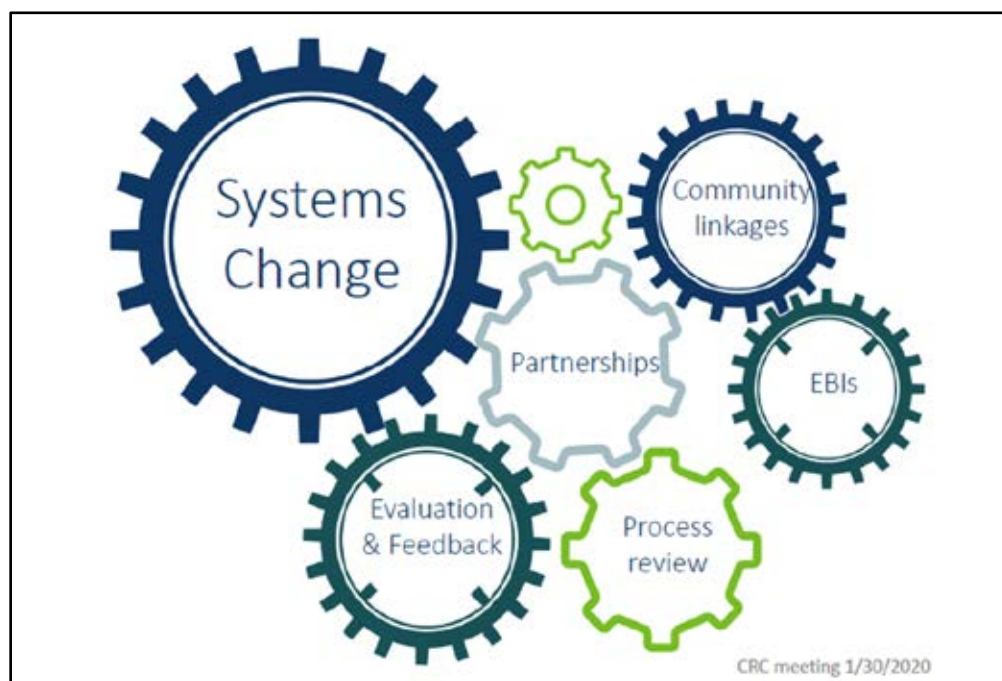 Systems
Change
Community
linkages
Partnerships
EBIs
Evaluation
& Feedback
Process
review
CRC meeting 1/30/2020